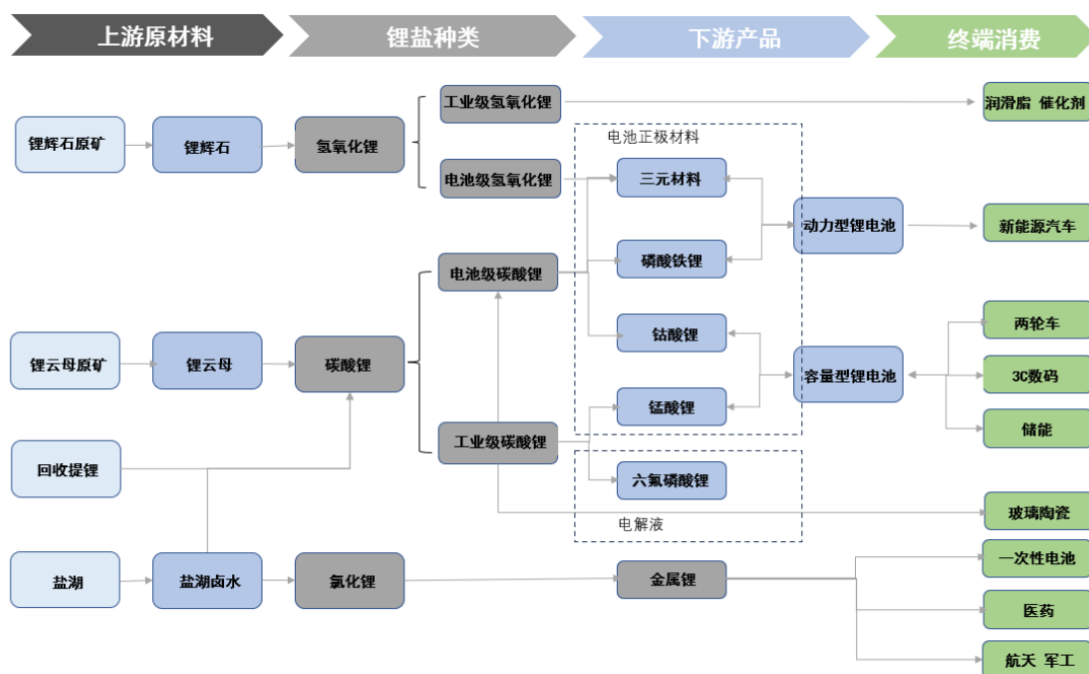 上游原材料
锂盐种类
下游产品
终端消费
工业级氢氧化锂
润滑脂 催化剂
锂辉石原矿
锂辉石
氢氧化锂
电池正极材料
电池级氢氧化锂
三元材料
动力型锂电池
新能源汽车
电池级碳酸锂
磷酸铁锂
钴酸锂
两轮车
锂云母原矿
锂云母
碳酸锂
容量型锂电池
3C数码
锰酸锂
储能
工业级碳酸锂
回收提锂
六氟磷酸锂
玻璃陶瓷
电解液
一次性电池
盐湖
盐湖卤水
氯化锂
金属锂
医药
航天 军工